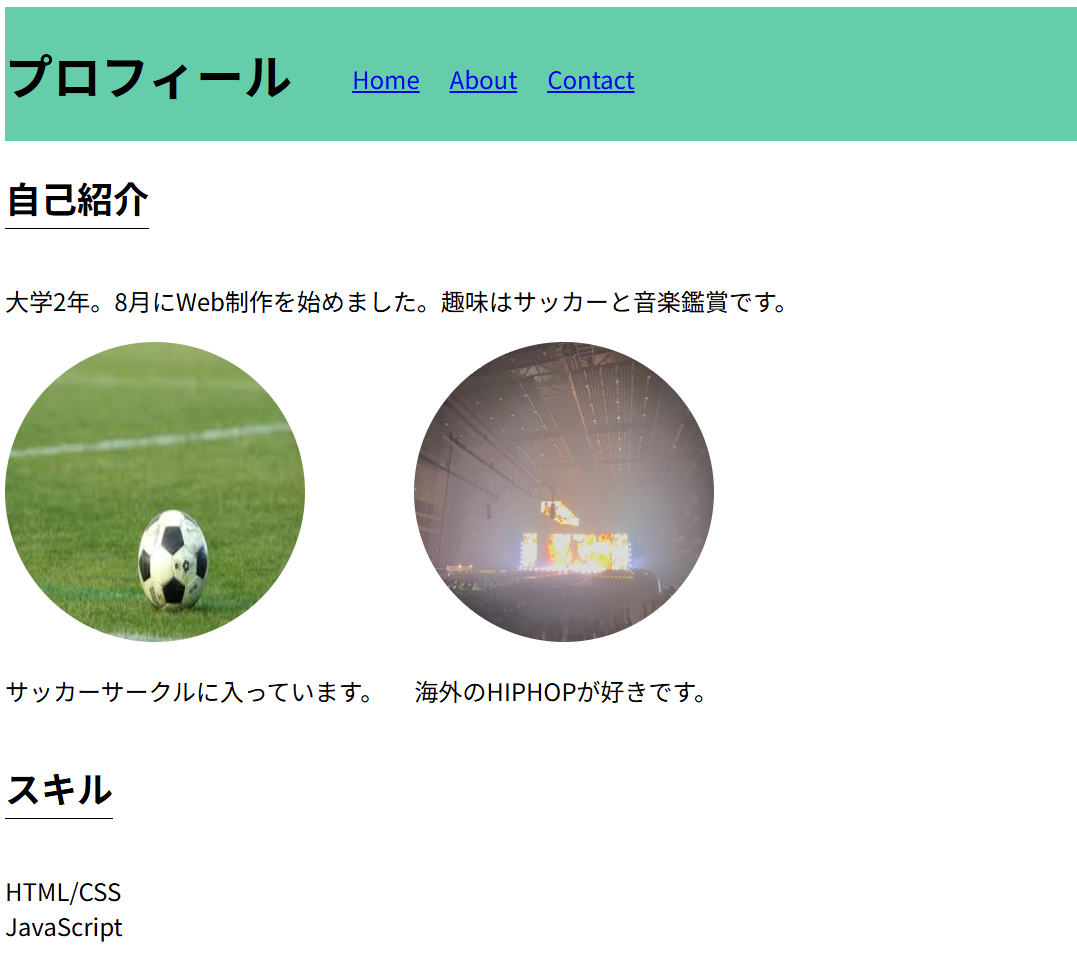 プロフィール
Home About Contact
自己紹介
大学2年。8月にWeb制作を始めました。趣味はサッカーと音楽鑑賞です。
サッカーサークルに入っています。
海外のHIPHOPが好きです。
スキル
HTML/CSS
JavaScript